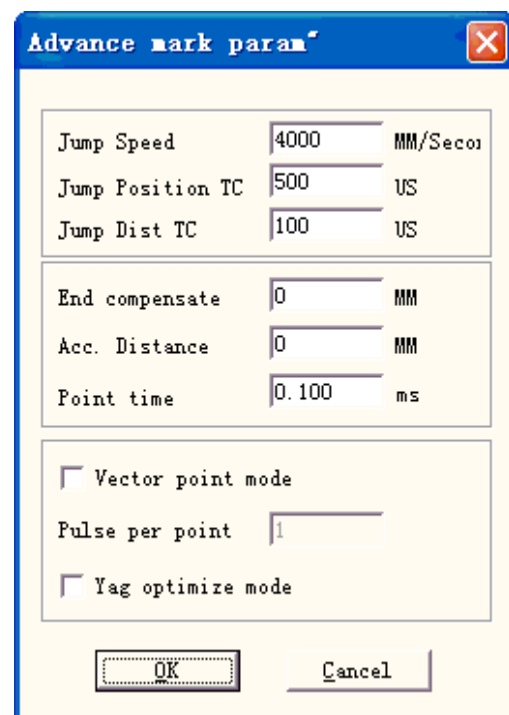 Advance mark param
Jump Speed 4000 MM/Secon
Jump Position TC 500 US
Jump Dist TC 100 US
End compensate 0 MM
Acc. Distance 0 MM
Point time 0.100 ms
Vector point mode
Pulse per point 1
Yag optimize mode
OK Cancel